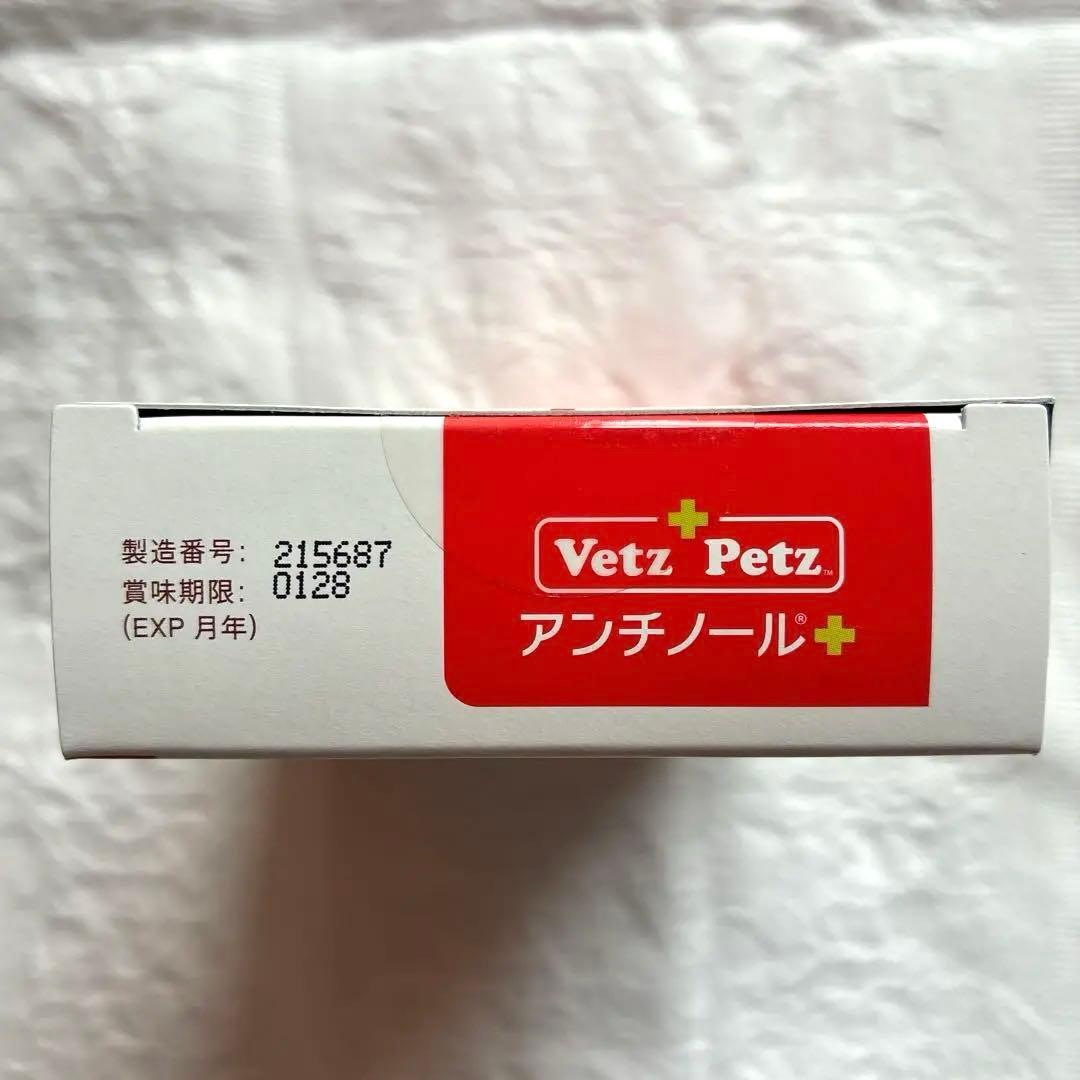 製造番号: 215687
賞味期限: 0128
(EXP 月年)
Vetz Petz™
アンチノール®